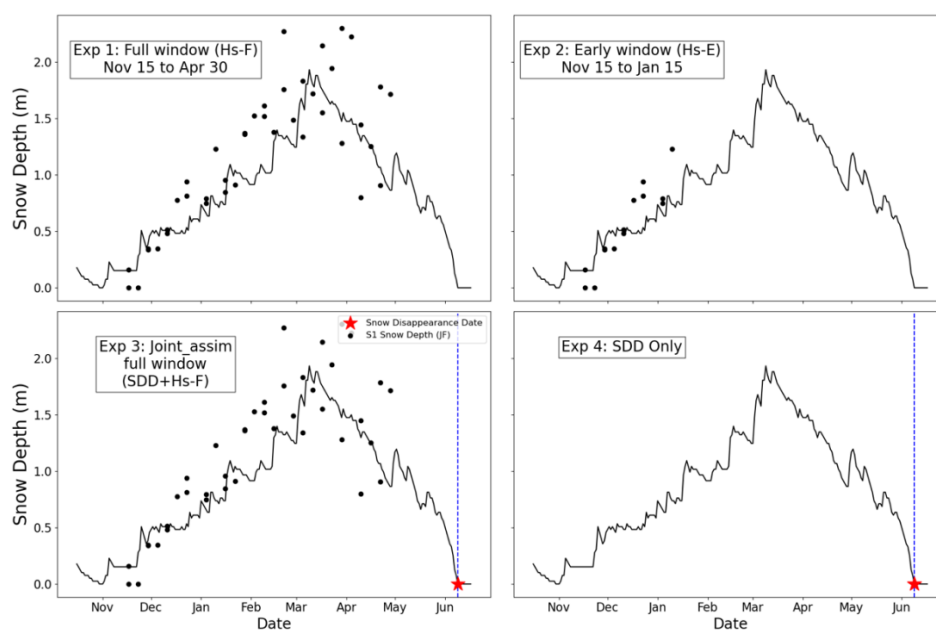 Exp 1: Full window (Hs-F)
Nov 15 to Apr 30
Snow Depth (m)
2.0
1.5
1.0
0.5
0.0
Exp 2: Early window (Hs-E)
Nov 15 to Jan 15
Exp 3: Joint_assim
full window
(SDD+Hs-F)
Snow Disappearance Date
S1 Snow Depth (JF)
Snow Depth (m)
2.0
1.5
1.0
0.5
0.0
Nov Dec Jan Feb Mar Apr May Jun
Date
Exp 4: SDD Only
Nov Dec Jan Feb Mar Apr May Jun
Date